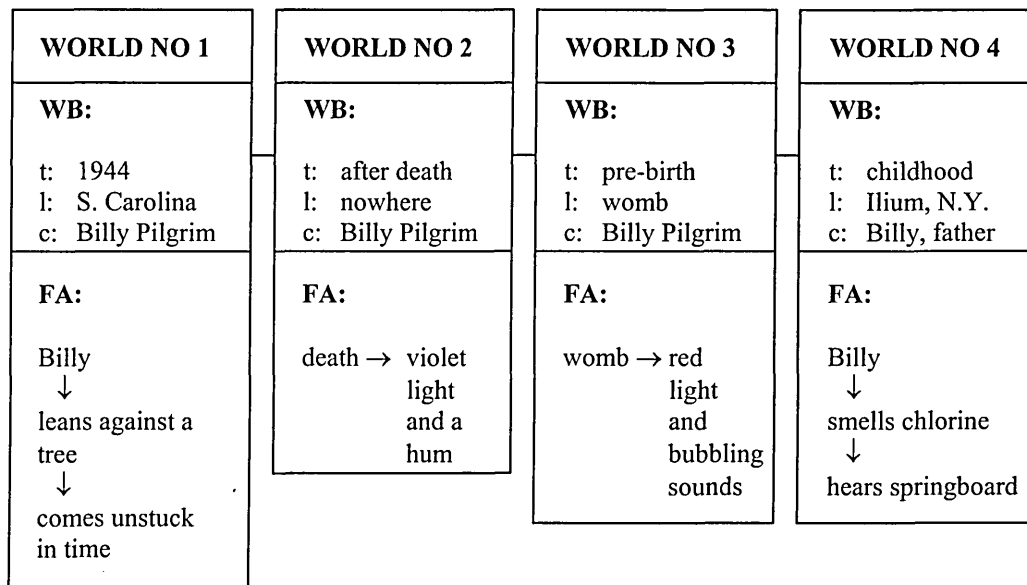 WORLD NO 1
WB:
t: 1944
l: S. Carolina
c: Billy Pilgrim
FA:
Billy
↓
leans against a
tree
↓
comes unstuck
in time
WORLD NO 2
WB:
t: after death
l: nowhere
c: Billy Pilgrim
FA:
death → violet
light
and a
hum
WORLD NO 3
WB:
t: pre-birth
l: womb
c: Billy Pilgrim
FA:
womb → red
light
and
bubbling
sounds
WORLD NO 4
WB:
t: childhood
l: Ilium, N.Y.
c: Billy, father
FA:
Billy
↓
smells chlorine
↓
hears springboard